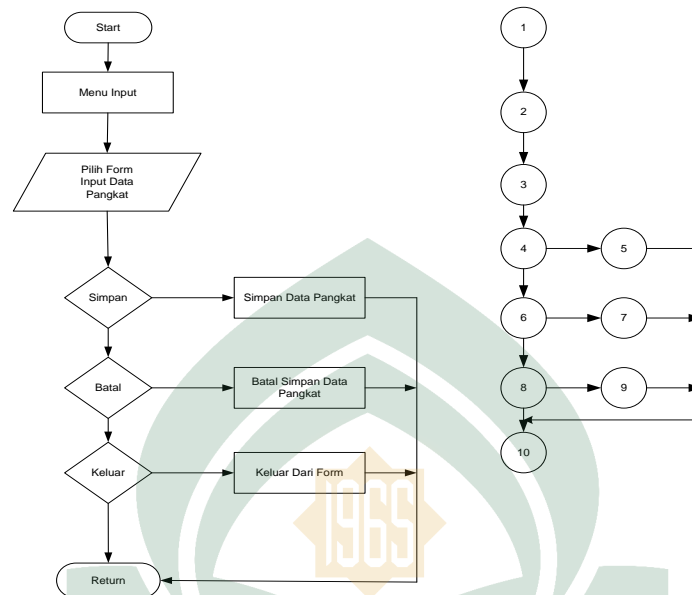 Start
Menu Input
Pilih Form
Input Data
Pangkat
Simpan
Simpan Data Pangkat
Batal
Batal Simpan Data
Pangkat
Keluar
Keluar Dari Form
Return
1
2
3
4
5
6
7
8
9
10
1965